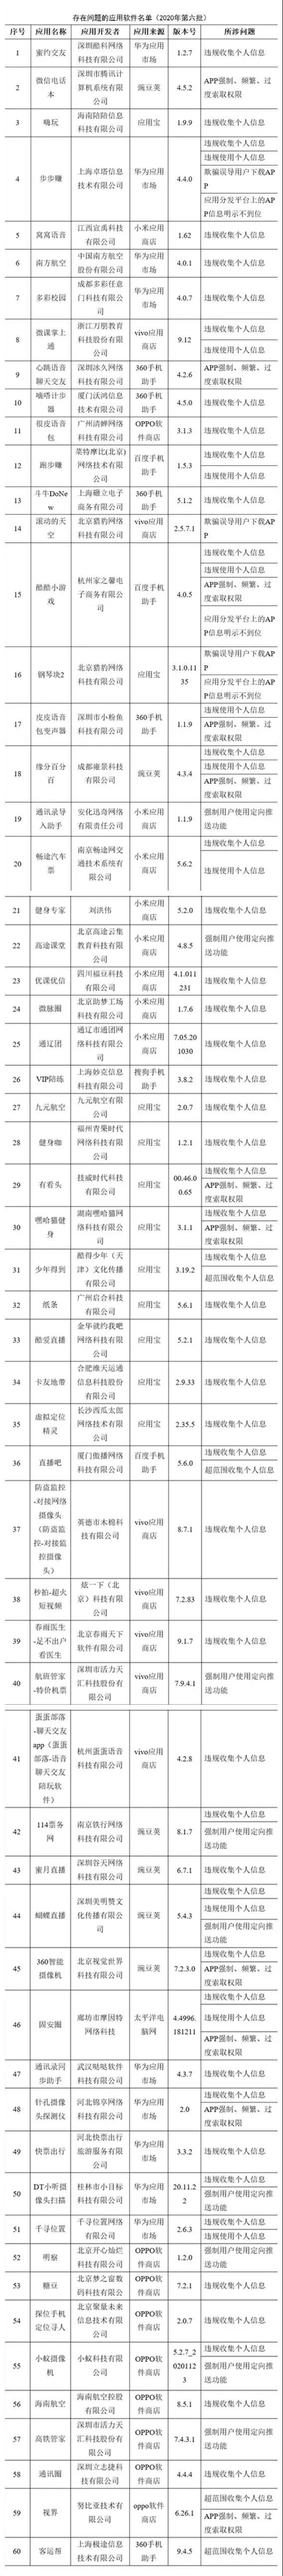 存在问题的应用软件名单（2020年第六批）
序号 应用名称 应用开发者 应用来源 版本号 所涉问题
1 蜜约交友 深圳酷科网络科技有限公司 华为应用市场 1.2.7 违规收集个人信息
2 微信电话本 深圳市腾讯计算机系统有限公司 豌豆荚 4.5.2 APP强制、频繁、过度索取权限
3 嗨玩 海南陪陪信息科技有限公司 应用宝 1.9.9 违规收集个人信息
4 步步赚 上海卓塔信息技术有限公司 华为应用市场 4.4.0 违规收集个人信息
违规使用个人信息
欺骗误导用户下载APP
应用分发平台上的APP信息明示不到位
5 窝窝语音 江西宜禹科技有限公司 小米应用商店 1.62 违规收集个人信息
6 南方航空 中国南方航空股份有限公司 华为应用市场 4.0.1 违规收集个人信息
7 多彩校园 成都多彩任意门科技有限公司 华为应用市场 4.0.7 违规收集个人信息
8 微课掌上通 浙江万朋教育科技股份有限公司 vivo应用商店 9.12 违规收集个人信息
违规使用个人信息
9 心跳语音聊天交友 深圳冰久网络科技有限公司 360手机助手 4.2.6 APP强制、频繁、过度索取权限
10 嘀嗒计步器 厦门沃鸿信息技术有限公司 360手机助手 4.5.0 违规收集个人信息
11 很皮语音包 广州清蝉网络科技有限公司 OPPO软件商店 3.1.3 违规收集个人信息
12 跑步赚 莱特摩比(北京)网络技术有限公司 百度手机助手 1.5.3 违规收集个人信息
违规使用个人信息
13 斗牛DoNew 上海硼立电子商务有限公司 360手机助手 5.1.2 违规收集个人信息
14 滚动的天空 北京猎豹网络科技有限公司 vivo应用商店 2.5.7.1 欺骗误导用户下载APP
15 酷酷小游戏 杭州家之馨电子商务有限公司 百度手机助手 4.0.5 违规收集个人信息
违规使用个人信息
APP强制、频繁、过度索取权限
应用分发平台上的APP信息明示不到位
16 钢琴块2 北京猎豹网络科技有限公司 应用宝 3.1.0.1135 欺骗误导用户下载APP
应用分发平台上的APP信息明示不到位
17 皮皮语音包变声器 深圳市小粉鱼科技有限公司 360手机助手 1.1.9 违规使用个人信息
APP强制、频繁、过度索取权限
18 缘分百分百 成都雍景科技有限公司 豌豆荚 4.3.4 违规收集个人信息
违规使用个人信息
APP强制、频繁、过度索取权限
19 通讯录导入助手 安化迅奇网络有限责任公司 小米应用商店 1.1.9 强制用户使用定向推送功能
20 畅途汽车票 南京畅途网交通技术系统有限公司 小米应用商店 5.6.2 违规收集个人信息
违规使用个人信息
21 健身专家 刘洪伟 小米应用商店 5.2.0 违规收集个人信息
22 高途课堂 北京高途云集教育科技有限公司 小米应用商店 4.8.5 强制用户使用定向推送功能
23 优课优信 四川福豆科技有限公司 小米应用商店 4.1.011231 违规收集个人信息
24 微脉圈 北京助梦工场科技有限公司 小米应用商店 1.7.6 违规收集个人信息
25 通辽团 通辽市通团网络科技有限公司 小米应用商店 7.05.201030 违规收集个人信息
26 VIP陪练 上海妙克信息科技有限公司 搜狗手机助手 3.8.2 违规收集个人信息
27 九元航空 九元航空有限公司 应用宝 2.0.7 违规收集个人信息
28 健身咖 福州青果时代网络科技有限公司 应用宝 1.2.1 违规收集个人信息
29 有看头 技威时代科技有限公司 应用宝 00.46.00.65 违规收集个人信息
APP强制、频繁、过度索取权限
30 嘿哈猫健身 湖南嘿哈猫网络科技有限公司 应用宝 3.1.1 违规收集个人信息
APP强制、频繁、过度索取权限
31 少年得到 酷得少年（天津）文化传播有限公司 应用宝 3.19.2 违规收集个人信息
超范围收集个人信息
32 纸条 广州启合科技有限公司 应用宝 5.6.1 违规收集个人信息
33 酷爱直播 金华就约我吧网络科技有限公司 应用宝 5.2.1 违规收集个人信息
34 卡友地带 合肥维天运通信息科技股份有限公司 应用宝 2.9.33 违规收集个人信息
35 虚拟定位精灵 长沙西瓜太郎网络技术有限公司 应用宝 2.35.5 违规收集个人信息
36 直播吧 厦门傲播网络科技有限公司 百度手机助手 5.6.0 违规收集个人信息
超范围收集个人信息
37 防盗监控-对接网络摄像头（防盗监控-对接监控摄像头） 英德市木棉科技有限公司 vivo应用商店 8.7.1 违规收集个人信息
38 秒拍-超火短视频 炫一下（北京）科技有限公司 vivo应用商店 7.2.83 违规收集个人信息
39 春雨医生-足不出户看医生 北京春雨天下软件有限公司 vivo应用商店 9.1.7 违规收集个人信息
40 航班管家-特价机票 深圳市活力天汇科技股份有限公司 vivo应用商店 7.9.4.1 强制用户使用定向推送功能
41 蛋蛋部落-聊天交友app（蛋蛋部落-语音聊天交友陪玩软件） 杭州蛋蛋语音科技有限公司 vivo应用商店 4.2.8 违规收集个人信息
42 114票务网 南京铁行网络科技有限公司 豌豆荚 8.1.7 违规收集个人信息
强制用户使用定向推送功能
43 蜜月直播 深圳谷天网络科技有限公司 豌豆荚 6.7.1 违规收集个人信息
44 蝴蝶直播 深圳美明赞文化传播有限公司 豌豆荚 5.4.3 违规收集个人信息
违规使用个人信息
强制用户使用定向推送功能
45 360智能摄像机 北京视觉世界科技有限公司 豌豆荚 7.2.3.0 违规收集个人信息
APP强制、频繁、过度索取权限
46 固安圈 廊坊市摩因特网络科技 太平洋电脑网 4.4996.181211 违规收集个人信息
违规使用个人信息
APP强制、频繁、过度索取权限
47 通讯录同步助手 武汉哒哒软件科技有限公司 华为应用市场 4.3.7 违规收集个人信息
48 针孔摄像头探测仪 河北锦享网络科技有限公司 华为应用市场 2.0 违规收集个人信息
APP强制、频繁、过度索取权限
49 快票出行 河北快票出行旅游服务有限公司 华为应用市场 3.3.2 违规收集个人信息
50 DT小听摄像头扫描 桂林市小目标科技有限公司 华为应用市场 20.11.22 违规收集个人信息
强制用户使用定向推送功能
51 千寻位置 千寻位置网络有限公司 华为应用市场 2.6.3 违规收集个人信息
违规使用个人信息
52 明察 北京开心灿烂科技有限公司 OPPO软件商店 1.2.0 强制用户使用定向推送功能
53 糖豆 北京梦之窗数码科技有限公司 OPPO软件商店 7.2.1 违规收集个人信息
54 探位手机定位寻人 北京聚量未来信息技术有限公司 OPPO软件商店 2.0.7 违规收集个人信息
55 小蚁摄像机 小蚁科技有限公司 OPPO软件商店 5.2.7_20201123 违规收集个人信息
强制用户使用定向推送功能
56 海南航空 海南航空控股有限公司 OPPO软件商店 8.5.1 违规收集个人信息
57 高铁管家 深圳市活力天汇科技股份有限公司 OPPO软件商店 7.4.3.1 强制用户使用定向推送功能
58 通讯圈 深圳立志捷科技有限公司 OPPO软件商店 4.4.4 违规收集个人信息
59 视界 努比亚技术有限公司 oppo软件商店 6.26.1 超范围收集个人信息
APP强制、频繁、过度索取权限
60 客运帮 上海极途信息技术有限公司 360手机助手 9.4.5 超范围收集个人信息